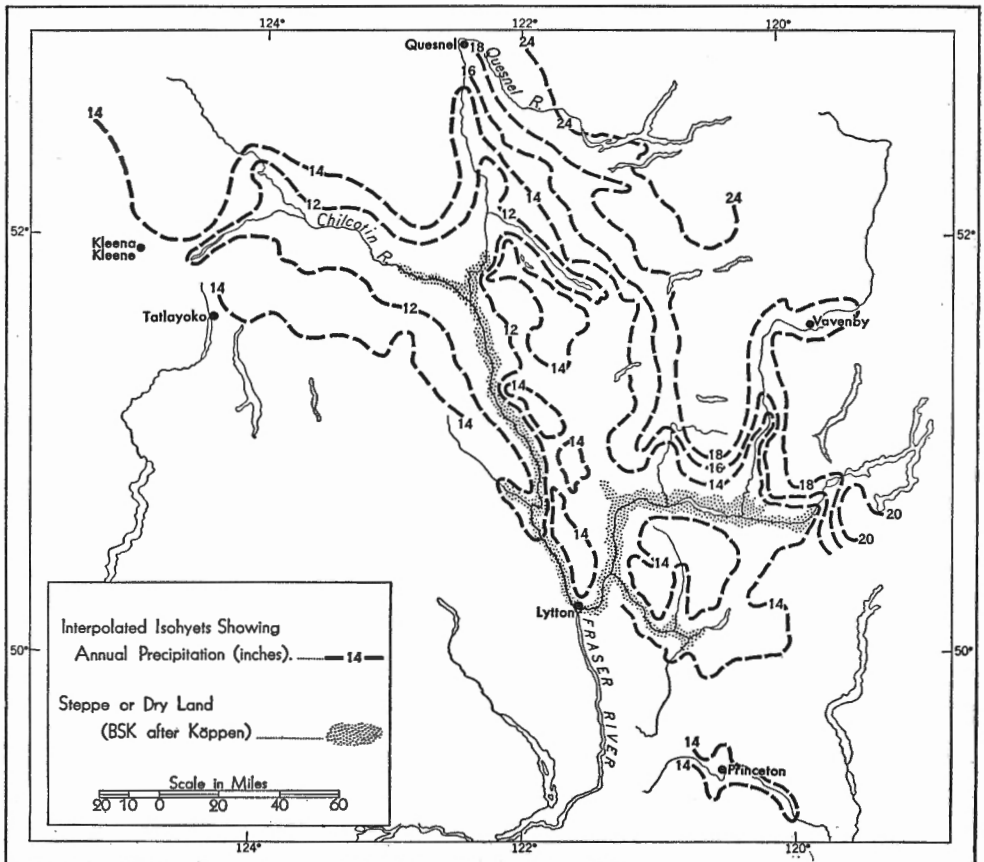 124°
122°
120°
Quesnel
18
24
Quesnel R.
16
24
14
14
14
24
12
12
52°
52°
Chilcotin R.
Kleena
Kleene
14
12
12
Vavenby
Tatlayoko
14
14
14
14
18
16
14
18
20
20
14
14
14
Lytton
FRASER RIVER
50°
50°
Interpolated Isohyets Showing
Annual Precipitation (inches). 14
Steppe or Dry Land
(BSK after Köppen)
Scale in Miles
20 10 0 20 40 60
14
14
Princeton
124°
122°
120°